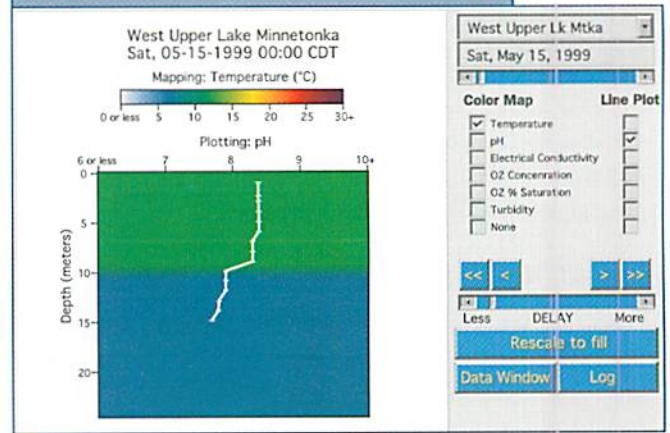 West Upper Lake Minnetonka
Sat, 05-15-1999 00:00 CDT
Mapping: Temperature (°C)
0 or less 5 10 15 20 25 30+
Plotting: pH
6 or less 7 8 9 10+
0
5
10
15
20
Depth (meters)
West Upper Lk Mtka
Sat, May 15, 1999
Color Map Line Plot
Temperature
pH
Electrical Conductivity
O2 Concenration
O2 % Saturation
Turbidity
None
<< < > >>
Less DELAY More
Rescale to fill
Data Window Log